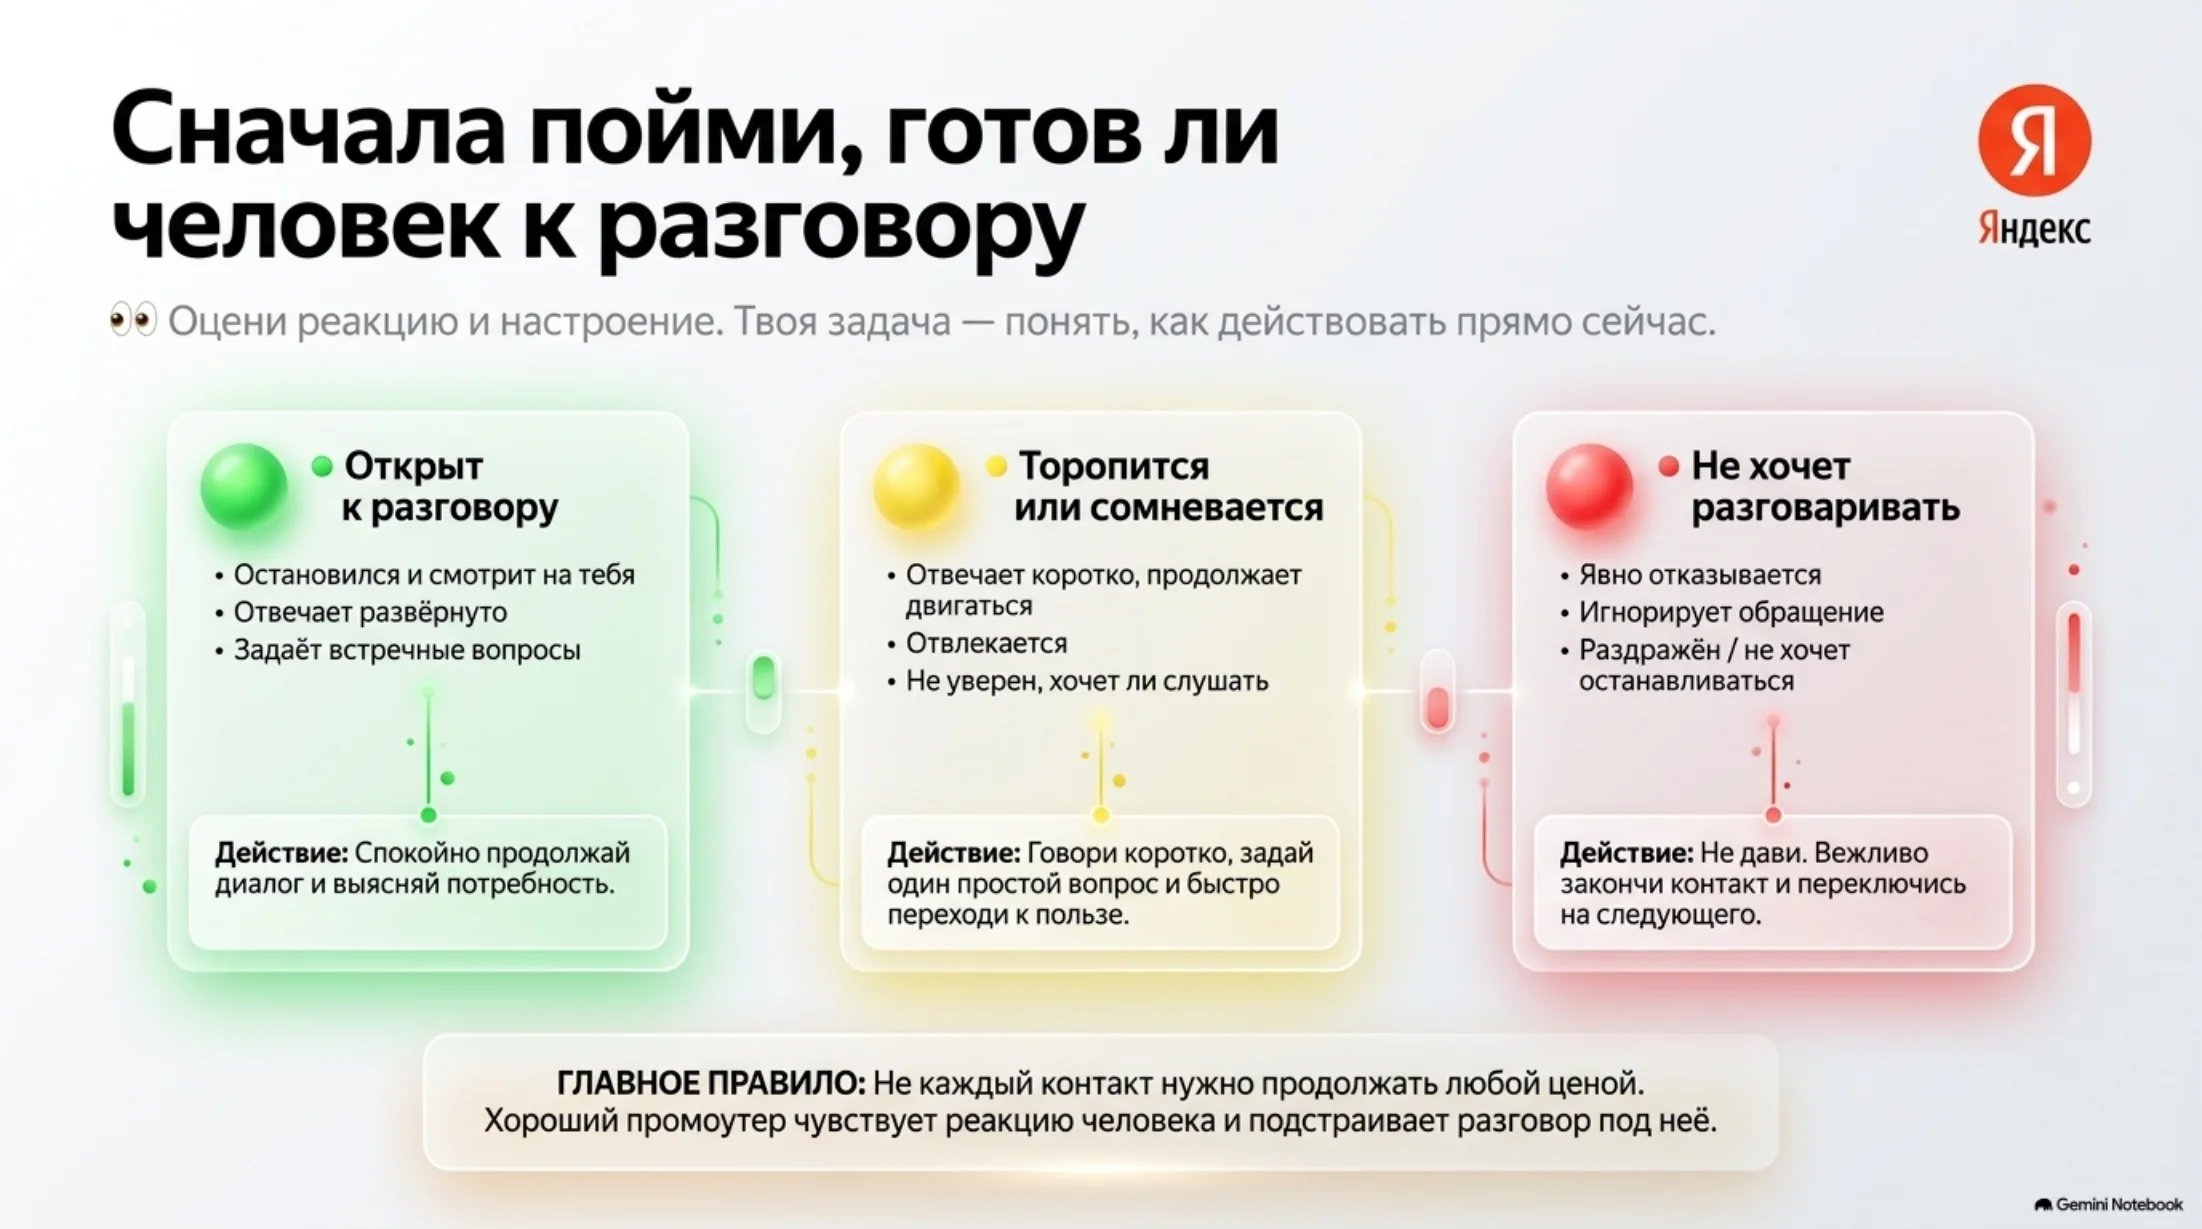 Сначала пойми, готов ли
человек к разговору
Я
Яндекс
👀 Оцени реакцию и настроение. Твоя задача — понять, как действовать прямо сейчас.
Открыт
к разговору
• Остановился и смотрит на тебя
• Отвечает развёрнуто
• Задаёт встречные вопросы
Действие: Спокойно продолжай
диалог и выясняй потребность.
Торопится
или сомневается
• Отвечает коротко, продолжает
двигаться
• Отвлекается
• Не уверен, хочет ли слушать
Действие: Говори коротко, задай
один простой вопрос и быстро
переходи к пользе.
Не хочет
разговаривать
• Явно отказывается
• Игнорирует обращение
• Раздражён / не хочет
останавливаться
Действие: Не дави. Вежливо
закончи контакт и переключись
на следующего.
ГЛАВНОЕ ПРАВИЛО: Не каждый контакт нужно продолжать любой ценой.
Хороший промоутер чувствует реакцию человека и подстраивает разговор под неё.
Gemini Notebook